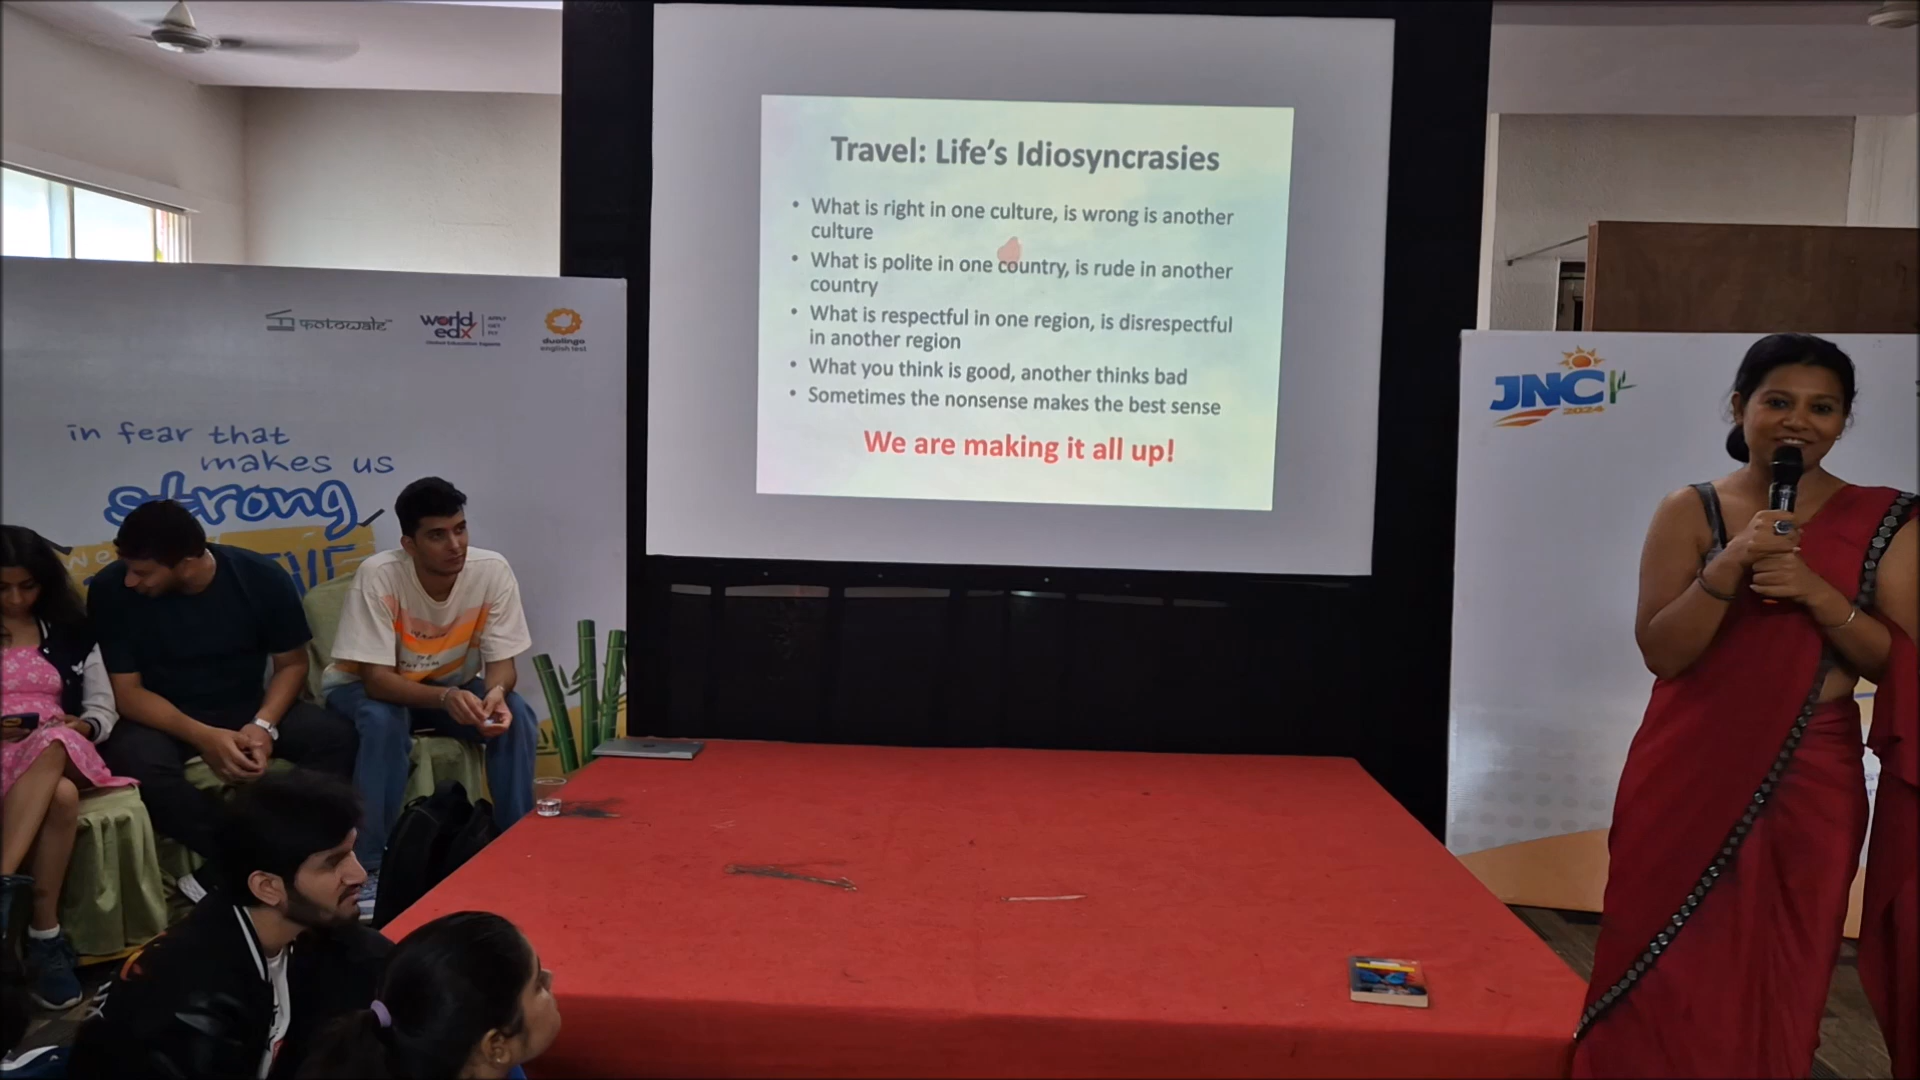 Travel: Life's Idiosyncrasies
• What is right in one culture, is wrong is another
culture
• What is polite in one country, is rude in another
country
• What is respectful in one region, is disrespectful
in another region
• What you think is good, another thinks bad
• Sometimes the nonsense makes the best sense
We are making it all up!
world
edx
APPLY
GET
FLY
duolingo
english test
in fear that
makes us
strong
JNC
2024